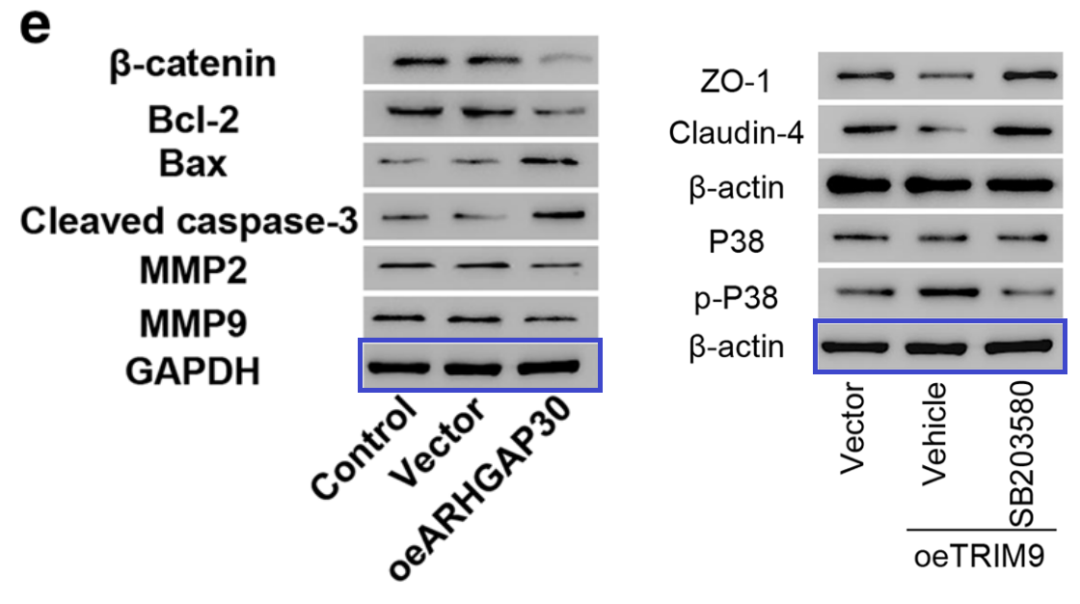 e
β-catenin
Bcl-2
Bax
Cleaved caspase-3
MMP2
MMP9
GAPDH
Control
Vector
oeARHGAP30
ZO-1
Claudin-4
β-actin
P38
p-P38
β-actin
Vector
Vehicle
SB203580
oeTRIM9